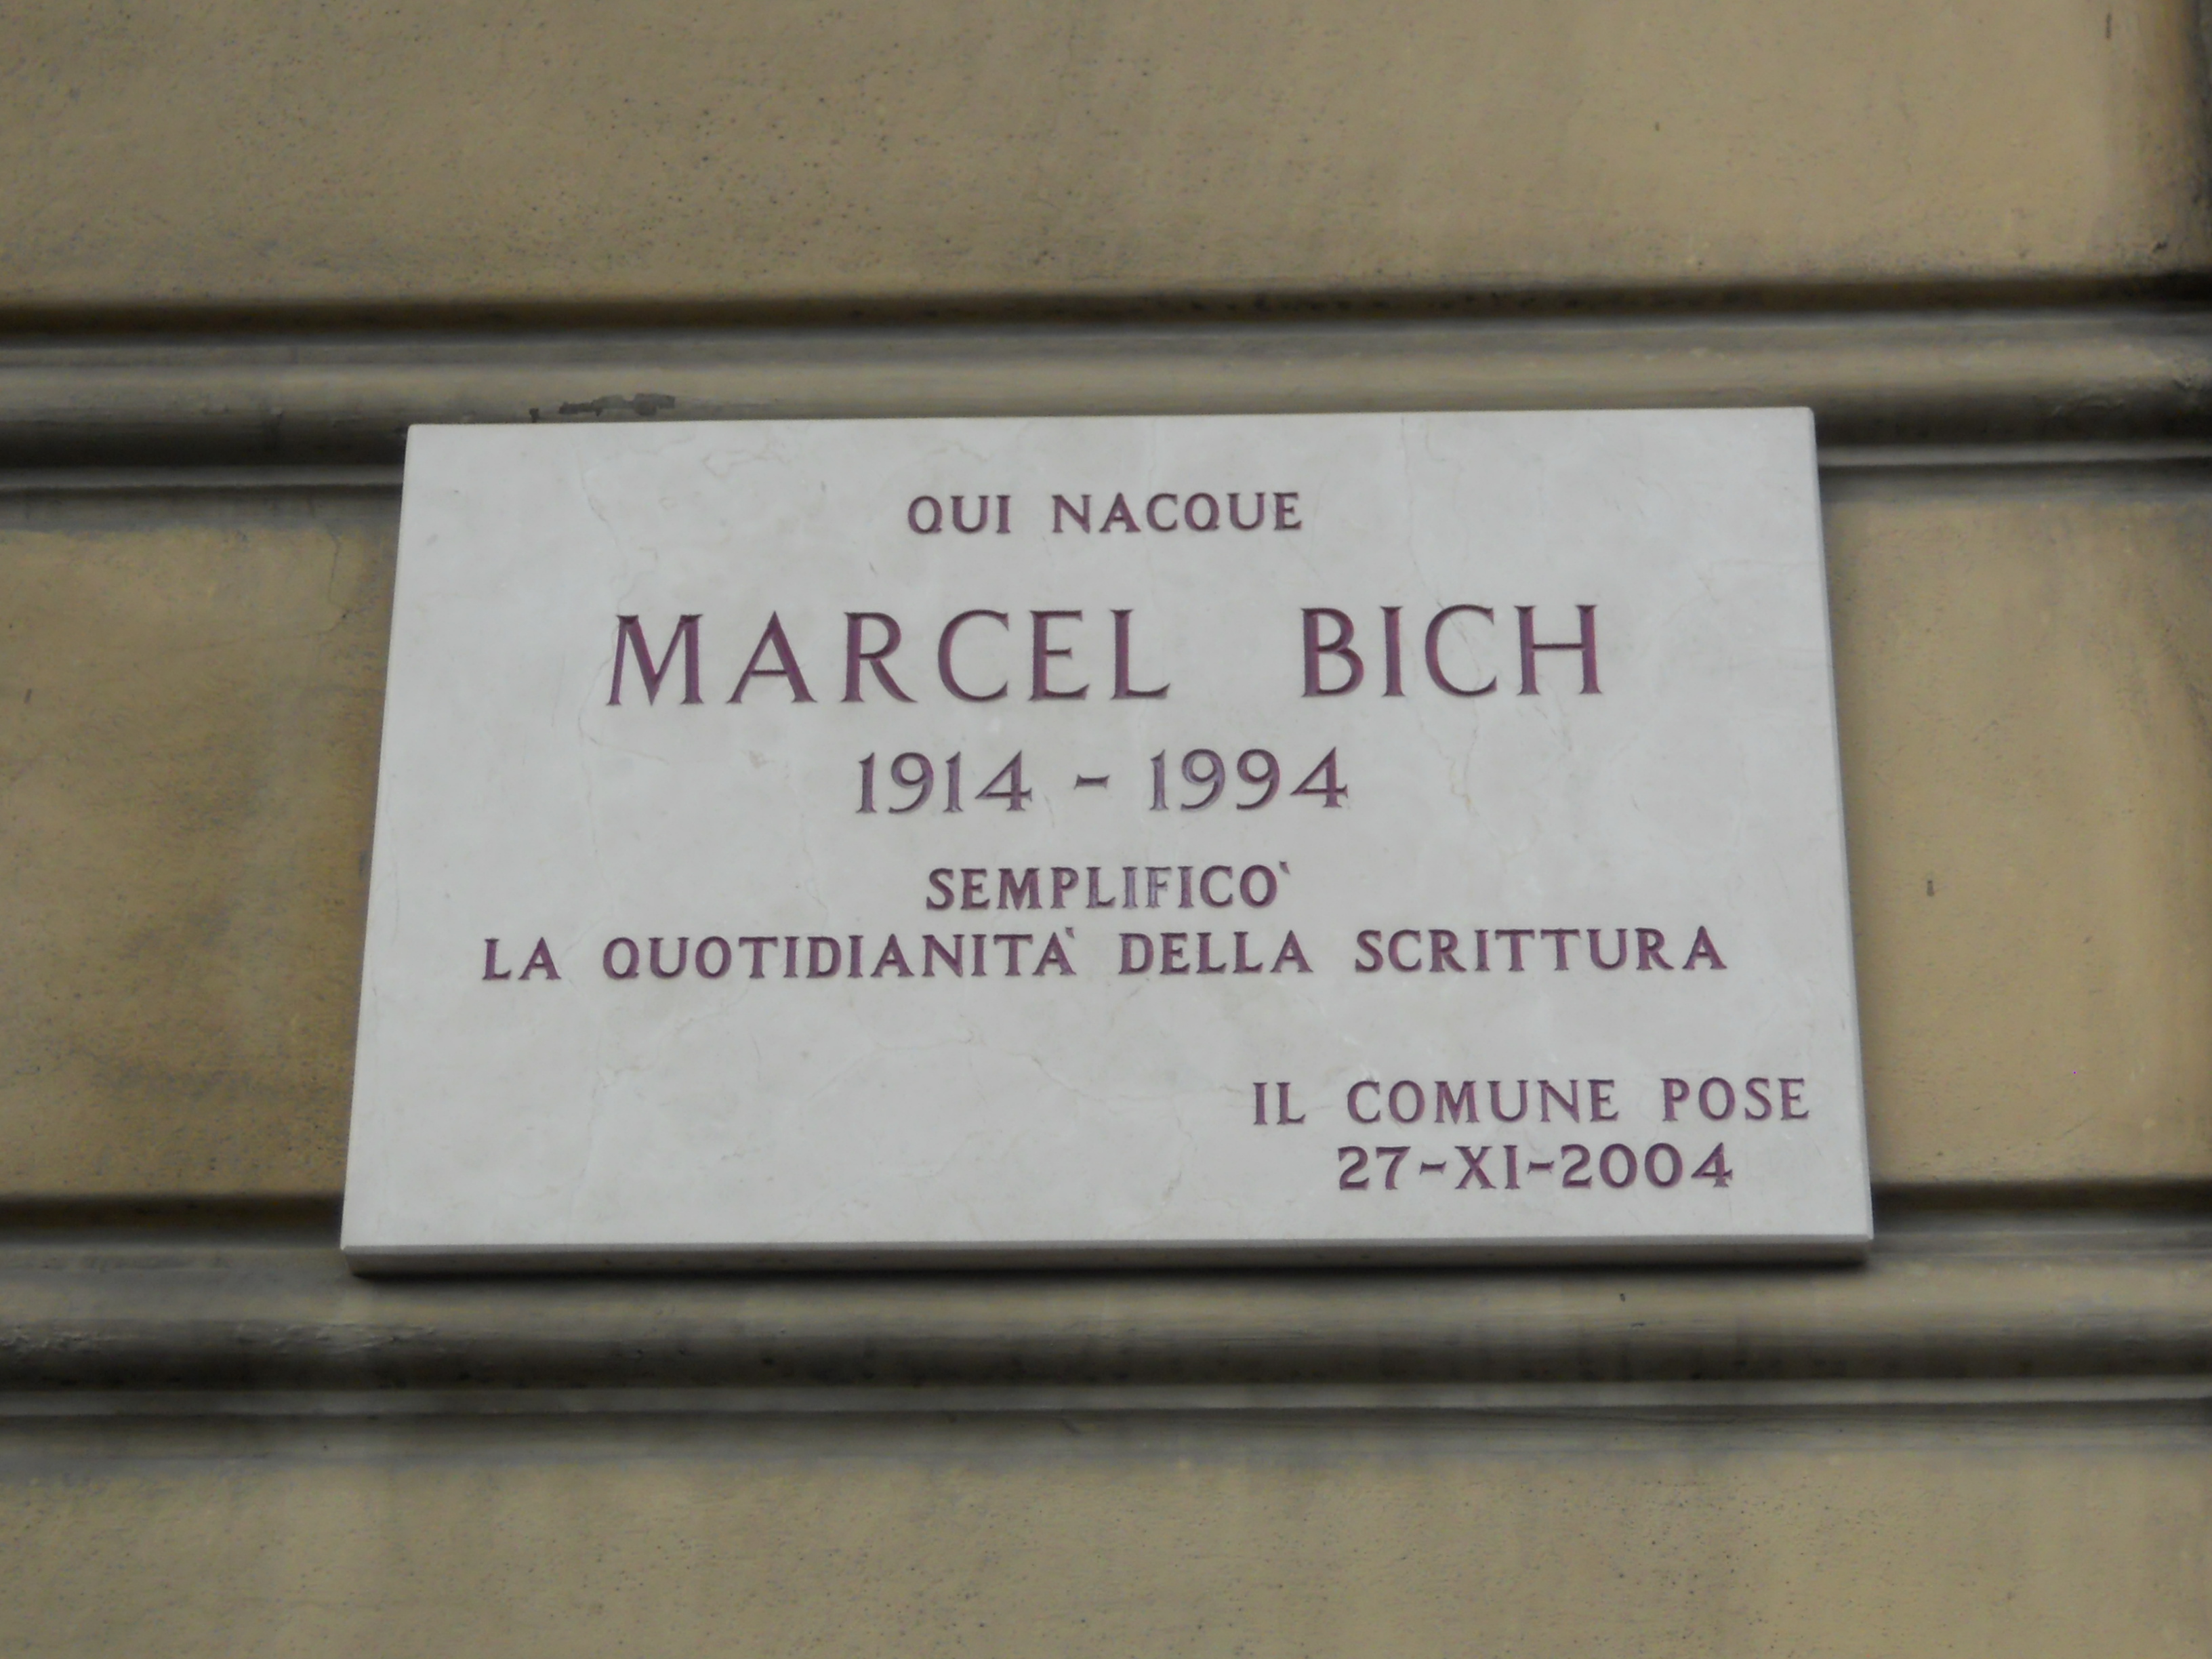 QUI NACQUE
MARCEL BICH
1914 - 1994
SEMPLIFICO'
LA QUOTIDIANITA' DELLA SCRITTURA
IL COMUNE POSE
27-XI-2004